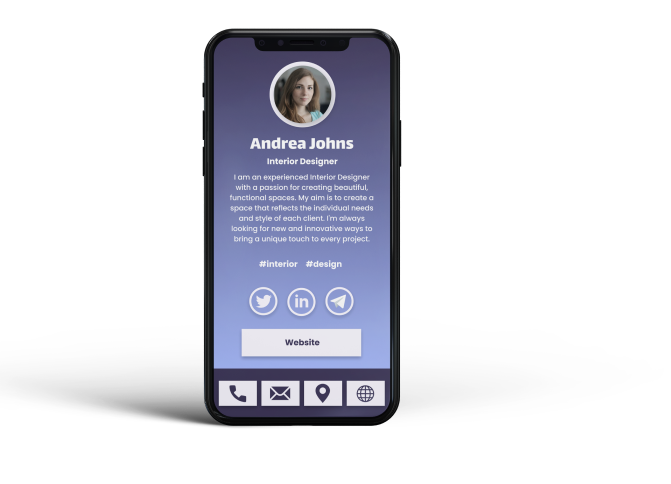 Andrea Johns
Interior Designer
I am an experienced Interior Designer
with a passion for creating beautiful,
functional spaces. My aim is to create a
space that reflects the individual needs
and style of each client. I'm always
looking for new and innovative ways to
bring a unique touch to every project.
#interior #design
in
Website